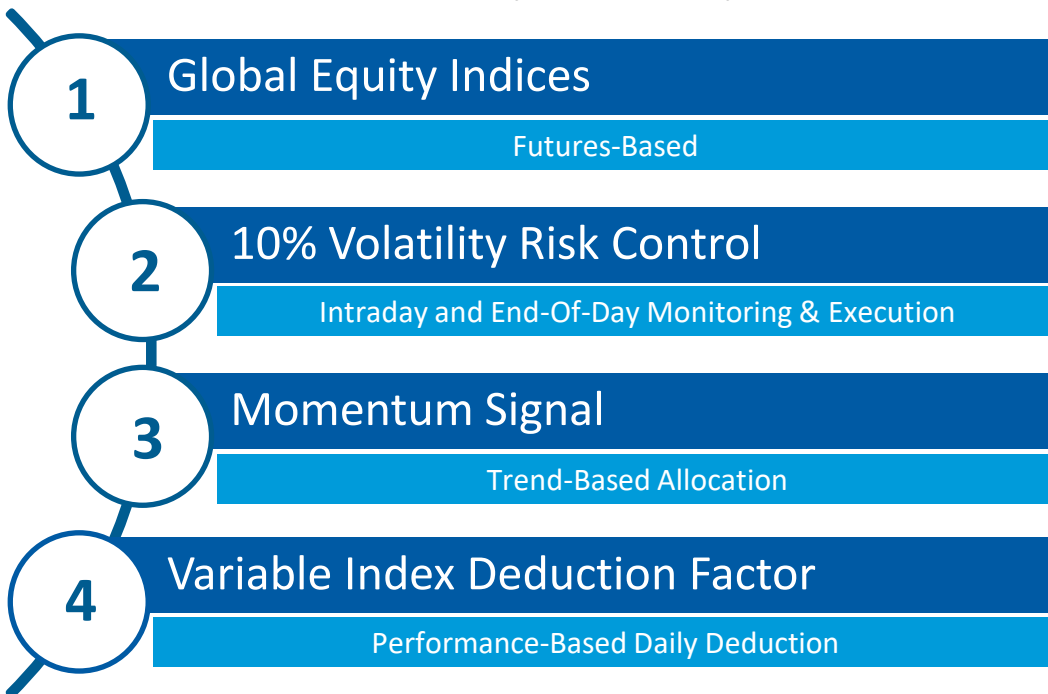 1
Global Equity Indices
Futures-Based
2
10% Volatility Risk Control
Intraday and End-Of-Day Monitoring & Execution
3
Momentum Signal
Trend-Based Allocation
4
Variable Index Deduction Factor
Performance-Based Daily Deduction